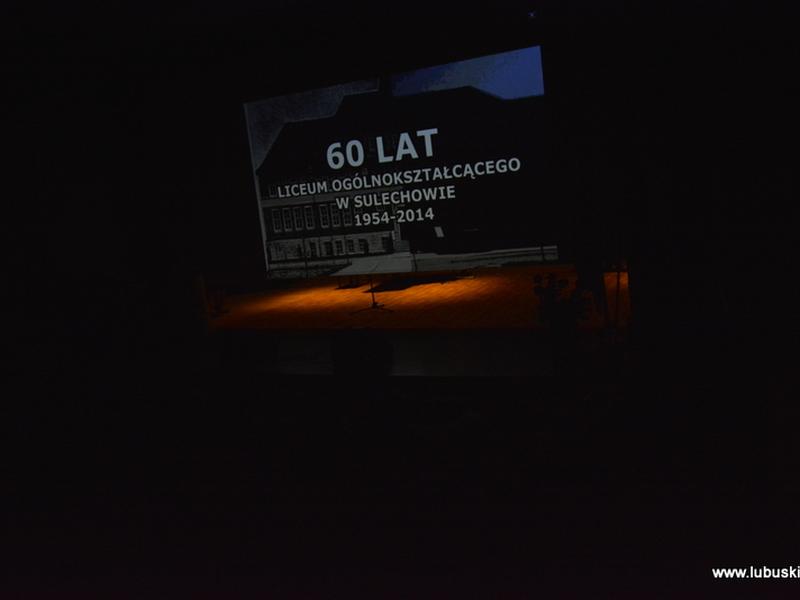 60 LAT
LICEUM OGÓLNOKSZTAŁCĄCEGO
W SULECHOWIE
1954-2014
www.lubuski